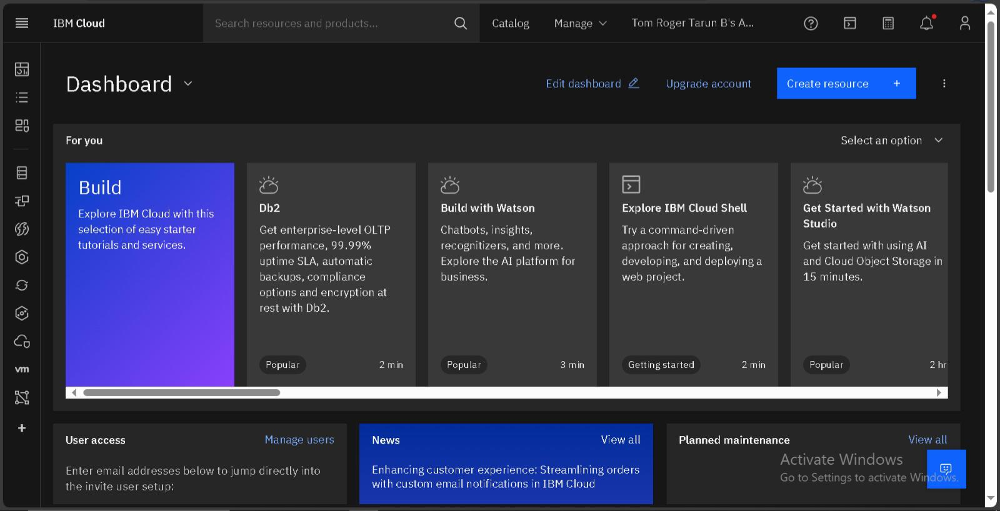 IBM Cloud
Search resources and products...
Catalog
Manage
Tom Roger Tarun B's A...
Dashboard
Edit dashboard
Upgrade account
Create resource +
For you
Select an option
Build
Explore IBM Cloud with this
selection of easy starter
tutorials and services.
Db2
Get enterprise-level OLTP
performance, 99.99%
uptime SLA, automatic
backups, compliance
options and encryption at
rest with Db2.
Popular
2 min
Build with Watson
Chatbots, insights,
recognitizers, and more.
Explore the AI platform for
business.
Popular
3 min
Explore IBM Cloud Shell
Try a command-driven
approach for creating,
developing, and deploying a
web project.
Getting started
2 min
Get Started with Watson
Studio
Get started with using AI
and Cloud Object Storage in
15 minutes.
Popular
2 hr
vm
User access
Manage users
Enter email addresses below to jump directly into
the invite user setup:
News
View all
Enhancing customer experience: Streamlining orders
with custom email notifications in IBM Cloud
Planned maintenance
View all
Activate Windows
Go to Settings to activate Windows.